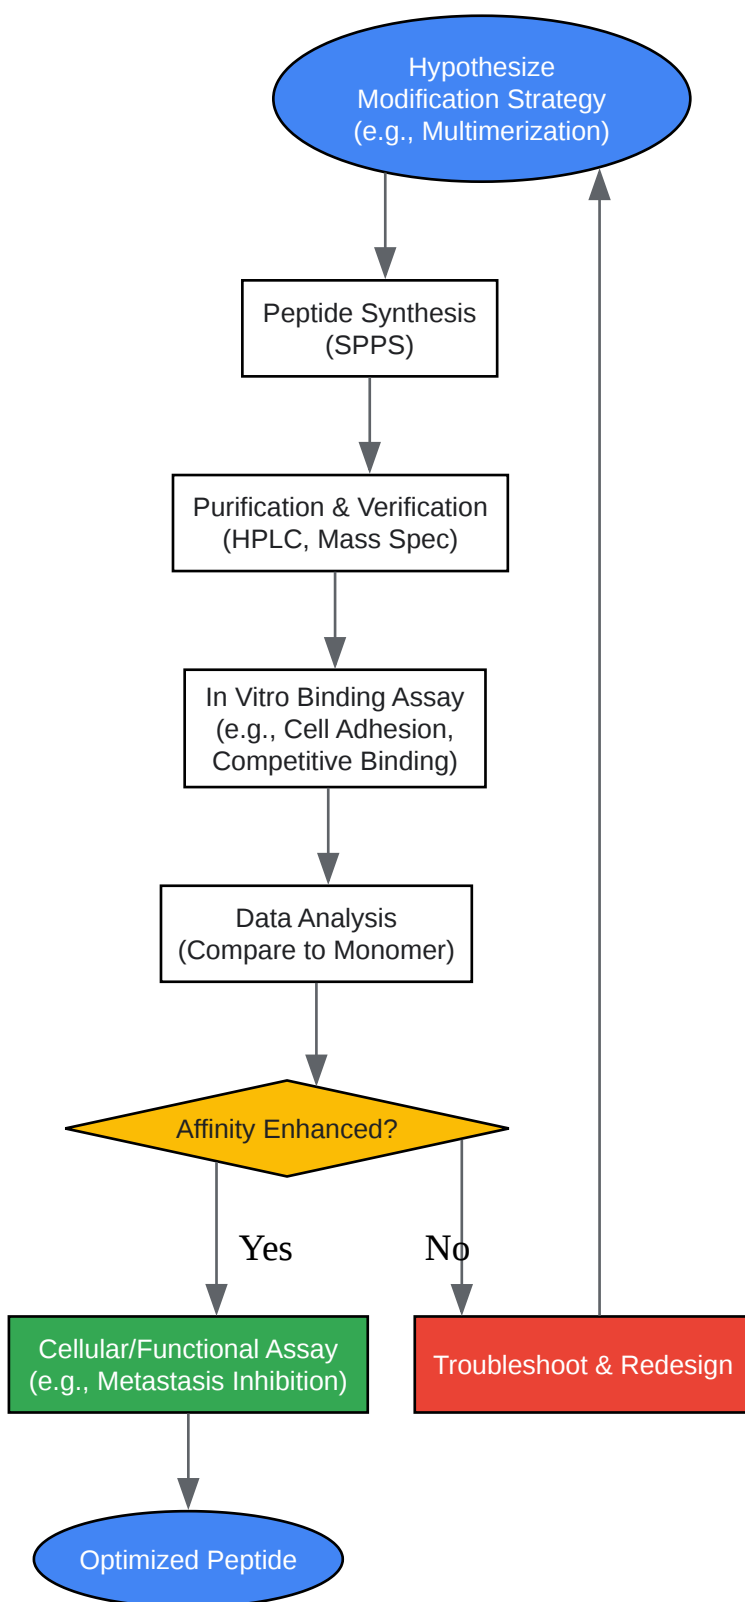 Hypothesize
Modification Strategy
(e.g., Multimerization)
Peptide Synthesis
(SPPS)
Purification & Verification
(HPLC, Mass Spec)
In Vitro Binding Assay
(e.g., Cell Adhesion,
Competitive Binding)
Data Analysis
(Compare to Monomer)
Affinity Enhanced?
Yes
No
Cellular/Functional Assay
(e.g., Metastasis Inhibition)
Troubleshoot & Redesign
Optimized Peptide